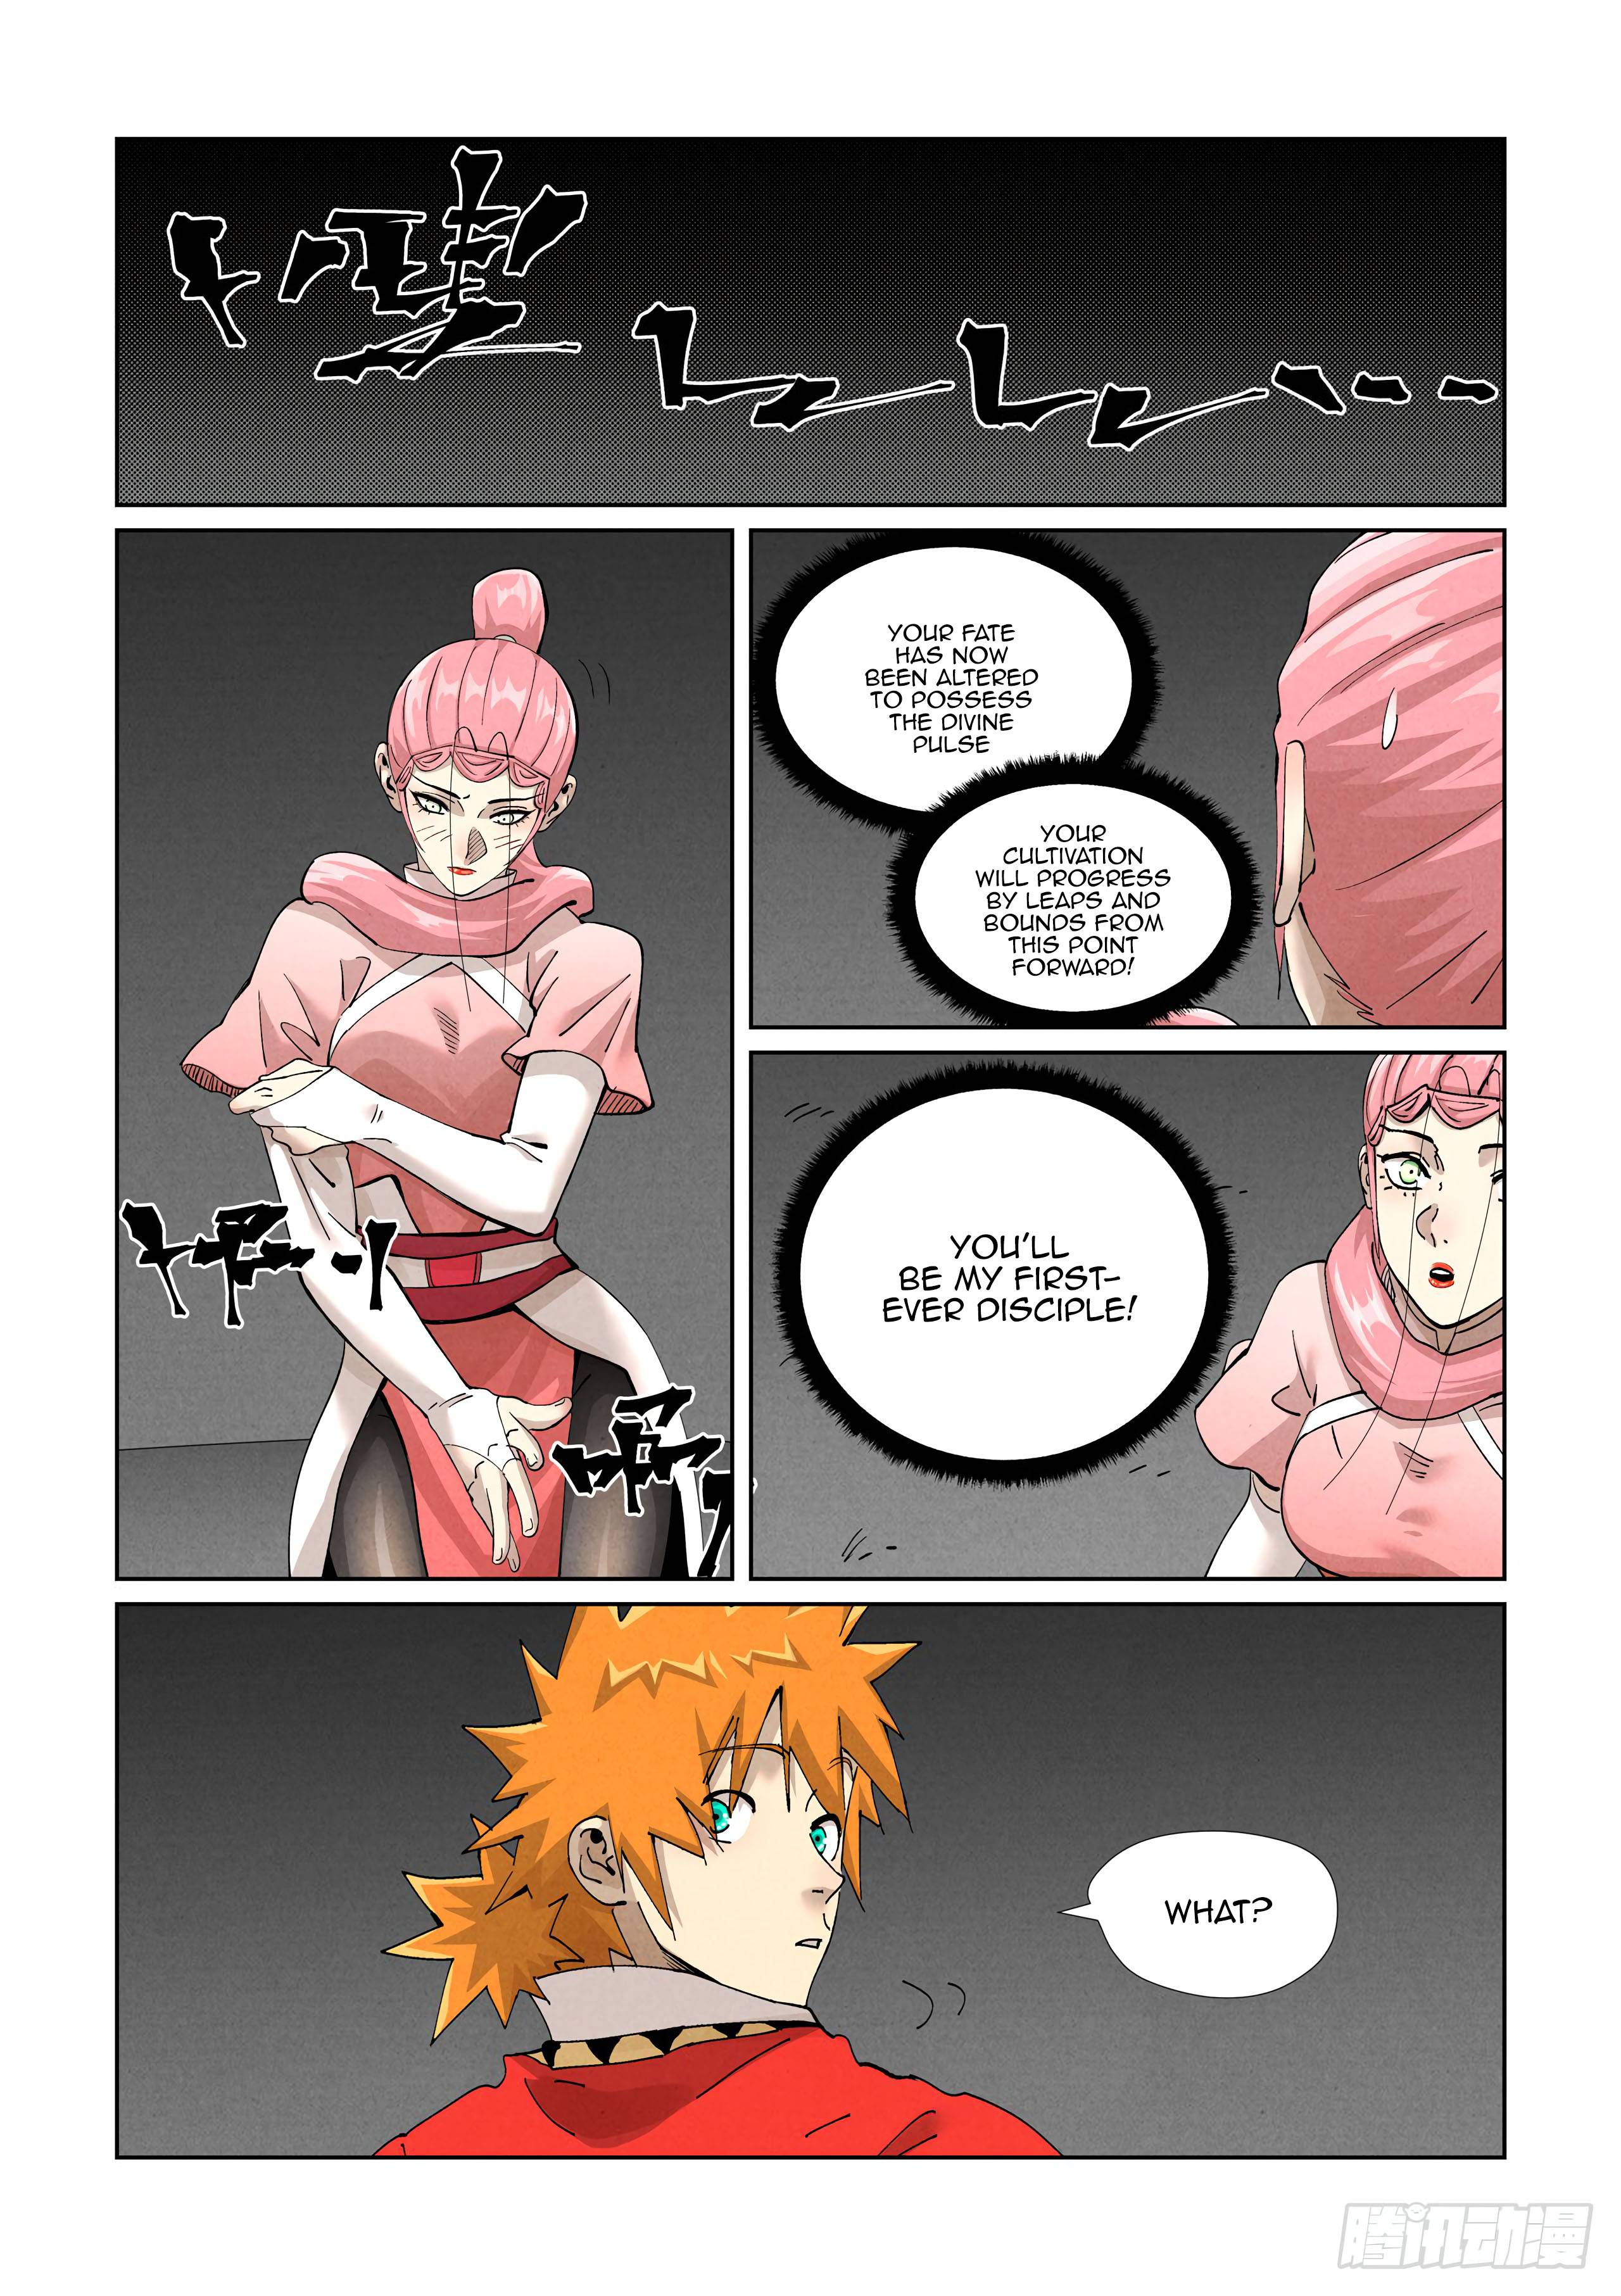 YOUR FATE
HAS NOW
BEEN ALTERED
TO POSSESS
THE DIVINE
PULSE
YOUR
CULTIVATION
WILL PROGRESS
BY LEAPS AND
BOUNDS FROM
THIS POINT
FORWARD!
YOU'LL
BE MY FIRST-
EVER DISCIPLE!
WHAT?
腾讯动漫